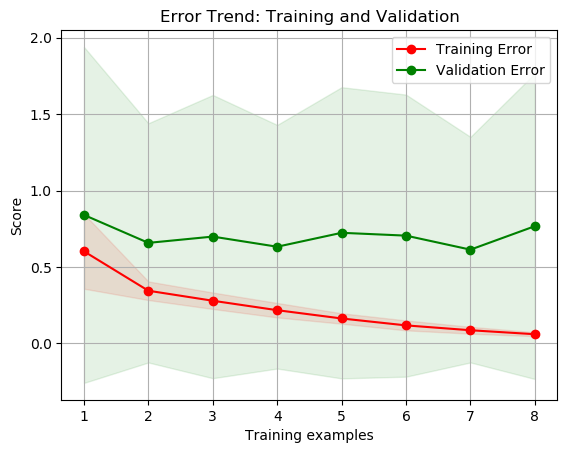 Error Trend: Training and Validation
2.0
1.5
1.0
0.5
0.0
Score
Training Error
Validation Error
1 2 3 4 5 6 7 8
Training examples